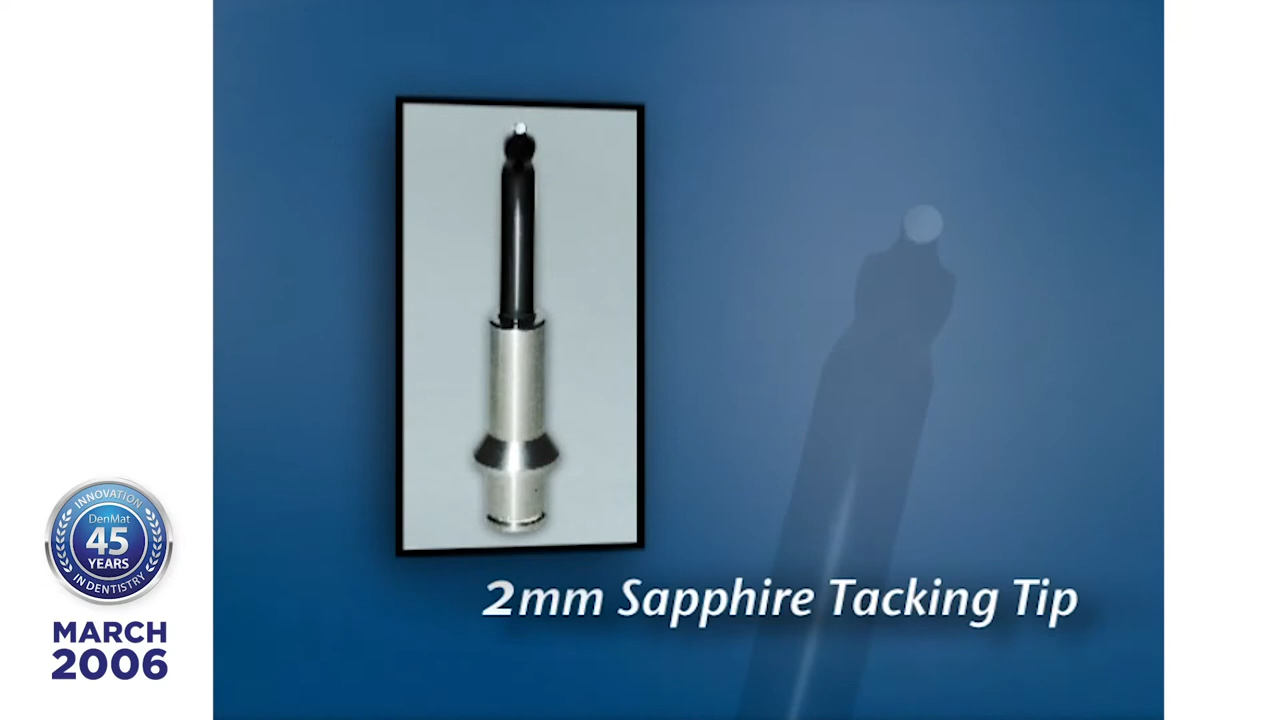 INNOVATION
DenMat
45
YEARS
IN DENTISTRY
MARCH
2006
2mm Sapphire Tacking Tip